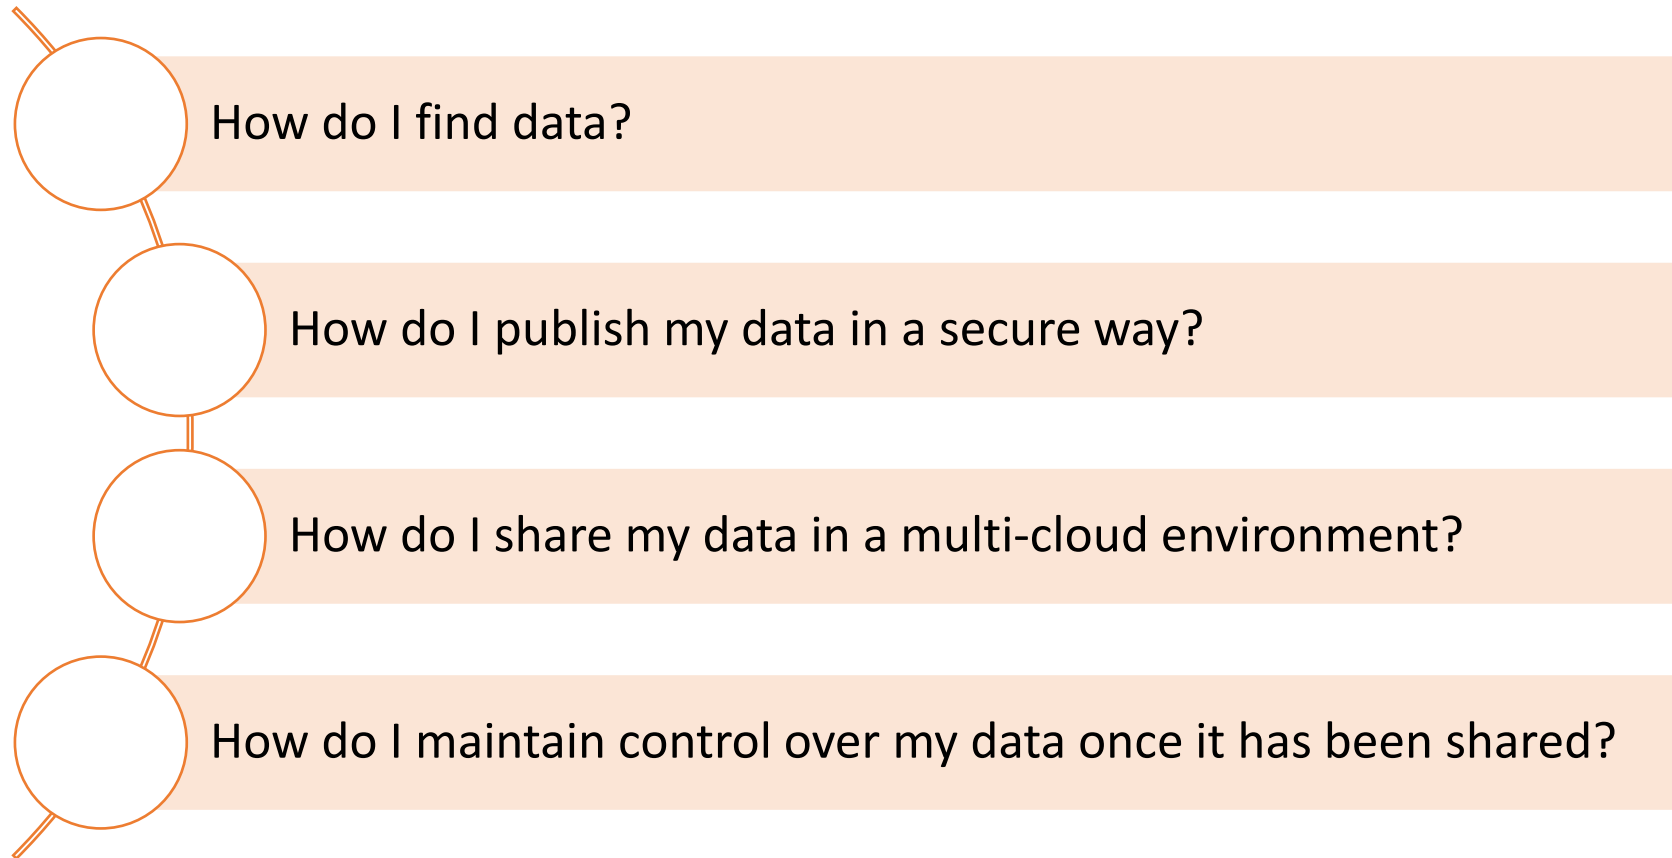 How do I find data?
How do I publish my data in a secure way?
How do I share my data in a multi-cloud environment?
How do I maintain control over my data once it has been shared?